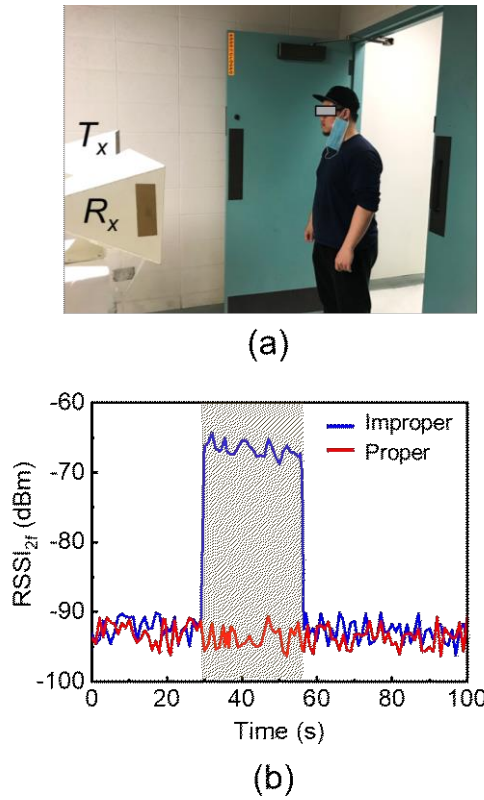 Tx
Rx
(a)
-60
-70
-80
-90
-100
RSSI2f (dBm)
Improper
Proper
0 20 40 60 80 100
Time (s)
(b)